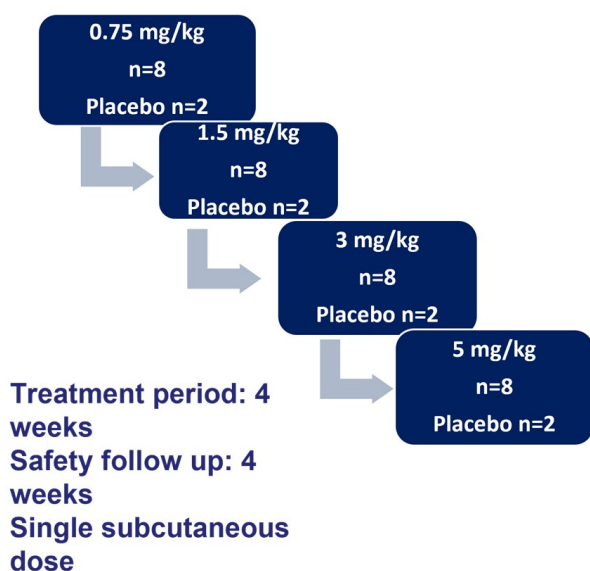 0.75 mg/kg
n=8
Placebo n=2
1.5 mg/kg
n=8
Placebo n=2
3 mg/kg
n=8
Placebo n=2
5 mg/kg
n=8
Placebo n=2
Treatment period: 4
weeks
Safety follow up: 4
weeks
Single subcutaneous
dose